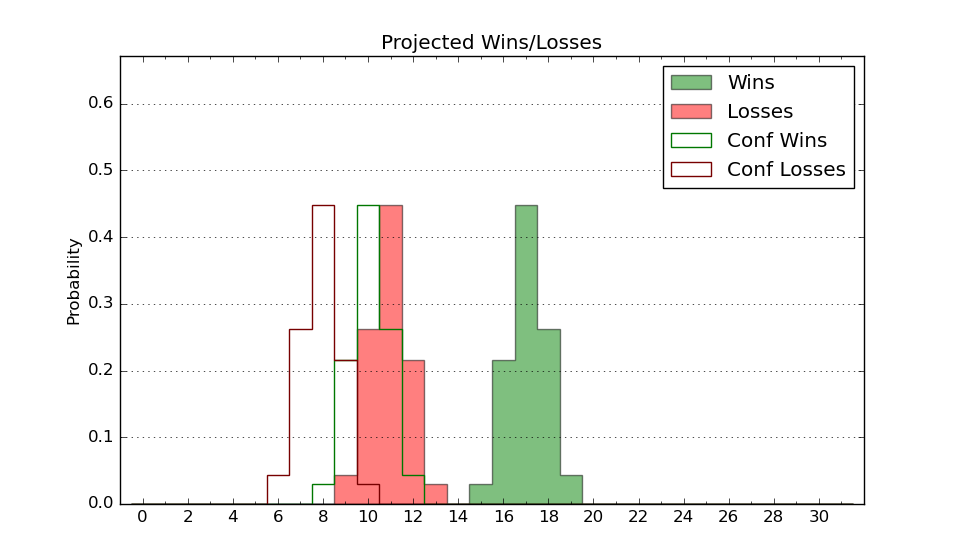 Projected Wins/Losses
Wins
Losses
Conf Wins
Conf Losses
Probability
0.6
0.5
0.4
0.3
0.2
0.1
0.0
0 2 4 6 8 10 12 14 16 18 20 22 24 26 28 30